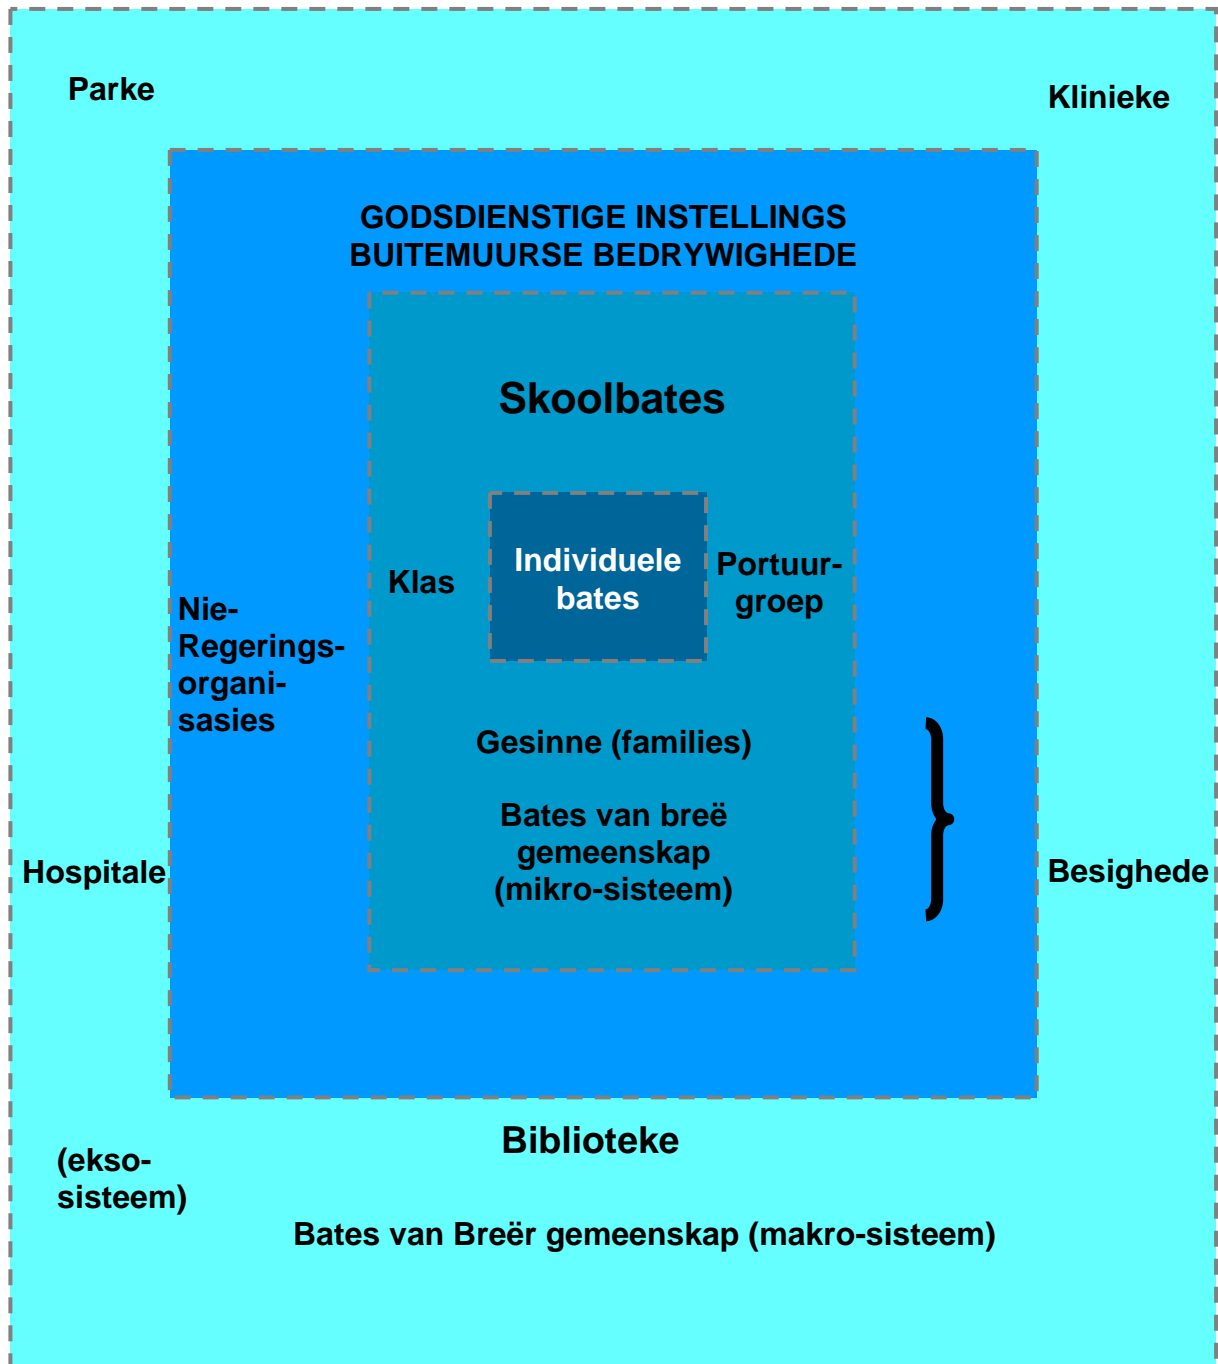 Parke
Klinieke
GODSDIENSTIGE INSTELLINGS
BUITEMUURSE BEDRYWIGHEDE
Skoolbates
Individuele
bates
Klas
Portuur-
groep
Nie-
Regerings-
organi-
sasies
Gesinne (families)
Bates van breë
gemeenskap
(mikro-sisteem)
Hospitale
Besighede
Biblioteke
(ekso-
sisteem)
Bates van Breër gemeenskap (makro-sisteem)